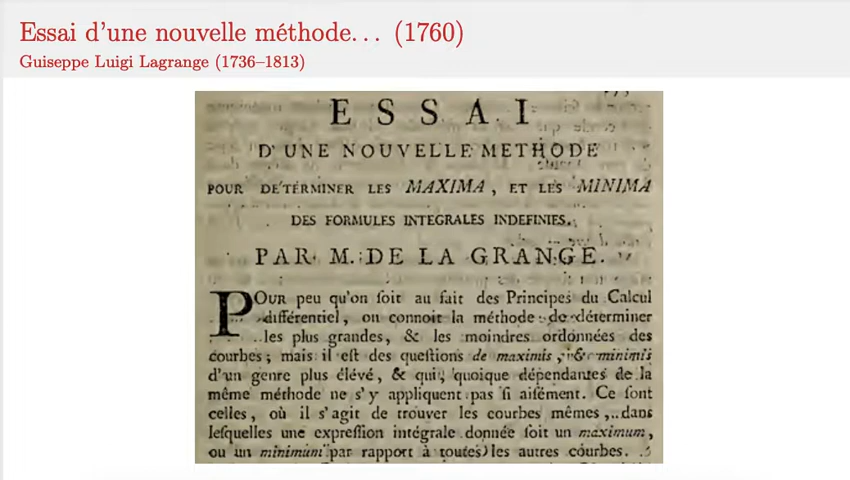 Essai d’une nouvelle méthode... (1760)
Guiseppe Luigi Lagrange (1736–1813)
ESSAI
D'UNE NOUVELLE METHODE
POUR DETERMINER LES MAXIMA, ET LES MINIMA
DES FORMULES INTEGRALES INDEFINIES.
PAR M. DE LA GRANGE.
POUR peu qu'on ſoit au fait des Principes du Calcul
différentiel, on connoit la méthode de déterminer
les plus grandes, & les moindres ordonnées des
courbes; mais il eſt des queſtions de maximis, & minimis
d'un genre plus élévé, & qui, quoique dépendantes de la
même méthode ne s'y appliquent pas ſi aiſément. Ce ſont
celles, où il s'agit de trouver les courbes mêmes, dans
leſquelles une expreſſion intégrale donnée ſoit un maximum,
ou un minimum par rapport à toutes les autres courbes.